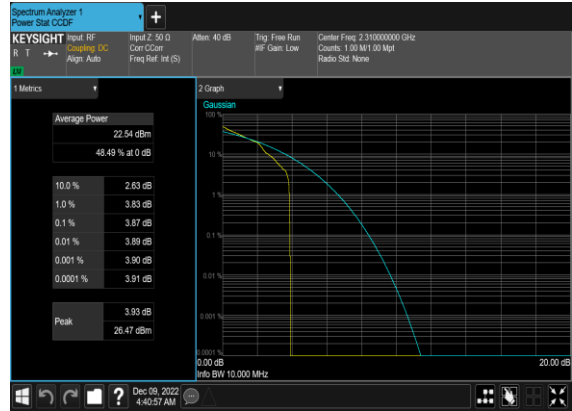 Spectrum Analyzer 1
Power Stat CCDF
KEYSIGHT
R T
LXI
Input: RF
Coupling: DC
Align: Auto
Input Z: 50 Ω
Corr CCorr
Freq Ref: Int (S)
Atten: 40 dB
Trig: Free Run
#IF Gain: Low
Center Freq: 2.310000000 GHz
Counts: 1.00 M/1.00 Mpt
Radio Std: None
1 Metrics
Average Power
22.54 dBm
48.49 % at 0 dB
10.0 % 2.63 dB
1.0 % 3.83 dB
0.1 % 3.87 dB
0.01 % 3.89 dB
0.001 % 3.90 dB
0.0001 % 3.91 dB
Peak
3.93 dB
26.47 dBm
2 Graph
Gaussian
100 %
10 %
1 %
0.1 %
0.01 %
0.001 %
0.0001 %
0.00 dB
20.00 dB
Info BW 10.000 MHz
Dec 09, 2022
4:40:57 AM